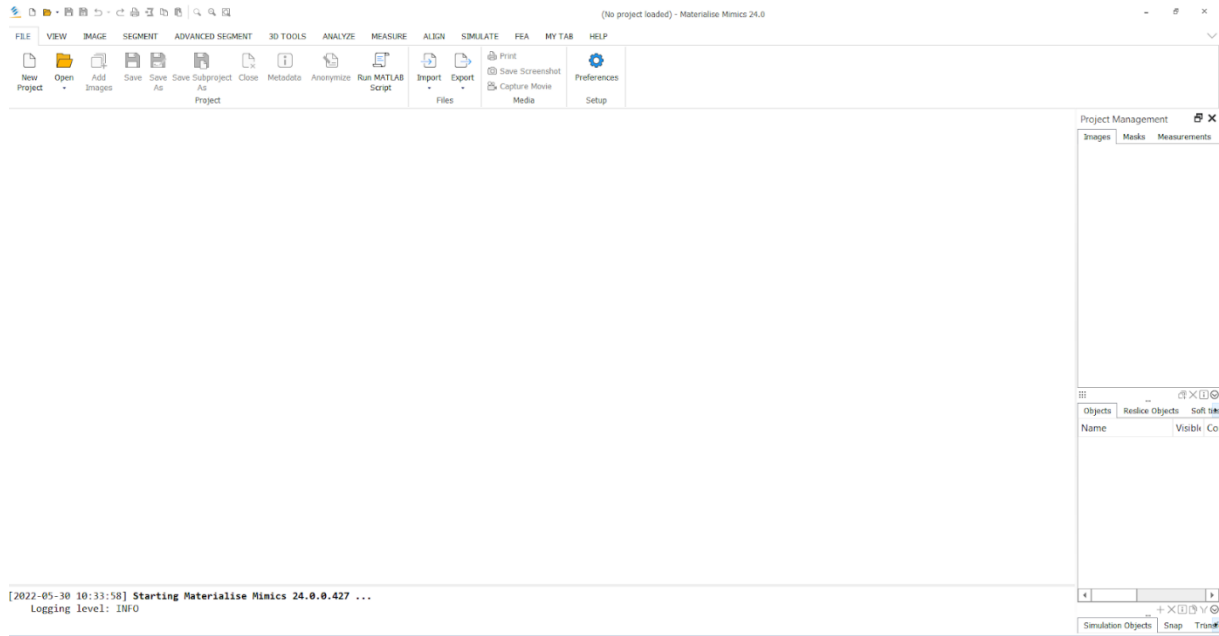 (No project loaded) - Materialise Mimics 24.0
FILE VIEW IMAGE SEGMENT ADVANCED SEGMENT 3D TOOLS ANALYZE MEASURE ALIGN SIMULATE FEA MY TAB HELP
New Project
Open
Add Images
Save
Save As
Save Subproject As
Close
Metadata
Anonymize
Run MATLAB Script
Project
Import
Export
Files
Print
Save Screenshot
Capture Movie
Media
Preferences
Setup
Project Management
Images Masks Measurements
Objects Reslice Objects Soft
Name
[2022-05-30 10:33:58] Starting Materialise Mimics 24.0.0.427 ...
Logging level: INFO
Simulation Objects Snap